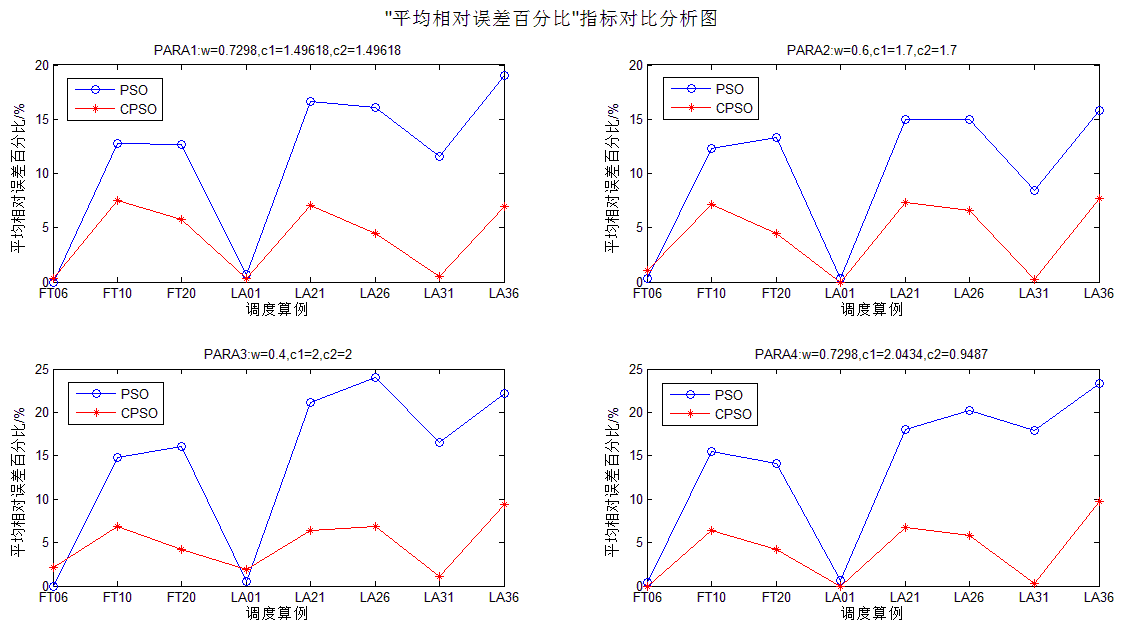 "平均相对误差百分比"指标对比分析图
PARA1:w=0.7298,c1=1.49618,c2=1.49618
平均相对误差百分比/%
20
15
10
5
0
PSO
CPSO
FT06 FT10 FT20 LA01 LA21 LA26 LA31 LA36
调度算例
PARA2:w=0.6,c1=1.7,c2=1.7
平均相对误差百分比/%
20
15
10
5
0
PSO
CPSO
FT06 FT10 FT20 LA01 LA21 LA26 LA31 LA36
调度算例
PARA3:w=0.4,c1=2,c2=2
平均相对误差百分比/%
25
20
15
10
5
0
PSO
CPSO
FT06 FT10 FT20 LA01 LA21 LA26 LA31 LA36
调度算例
PARA4:w=0.7298,c1=2.0434,c2=0.9487
平均相对误差百分比/%
25
20
15
10
5
0
PSO
CPSO
FT06 FT10 FT20 LA01 LA21 LA26 LA31 LA36
调度算例